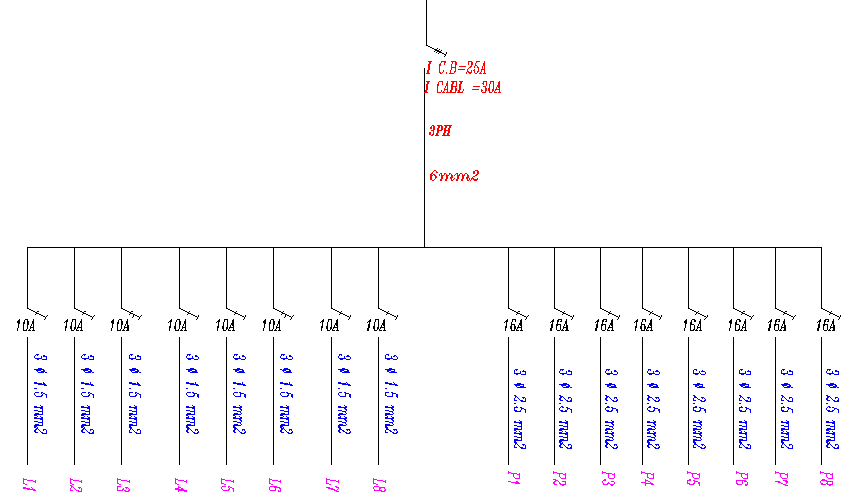 I C.B=25A
I CABL =30A
3PH
6mm2
10A
10A
10A
10A
10A
10A
10A
10A
16A
16A
16A
16A
16A
16A
16A
16A
3 ϕ 1.5 mm2
3 ϕ 1.5 mm2
3 ϕ 1.5 mm2
3 ϕ 1.5 mm2
3 ϕ 1.5 mm2
3 ϕ 1.5 mm2
3 ϕ 1.5 mm2
3 ϕ 1.5 mm2
3 ϕ 2.5 mm2
3 ϕ 2.5 mm2
3 ϕ 2.5 mm2
3 ϕ 2.5 mm2
3 ϕ 2.5 mm2
3 ϕ 2.5 mm2
3 ϕ 2.5 mm2
3 ϕ 2.5 mm2
L1
L2
L3
L4
L5
L6
L7
L8
P1
P2
P3
P4
P5
P6
P7
P8